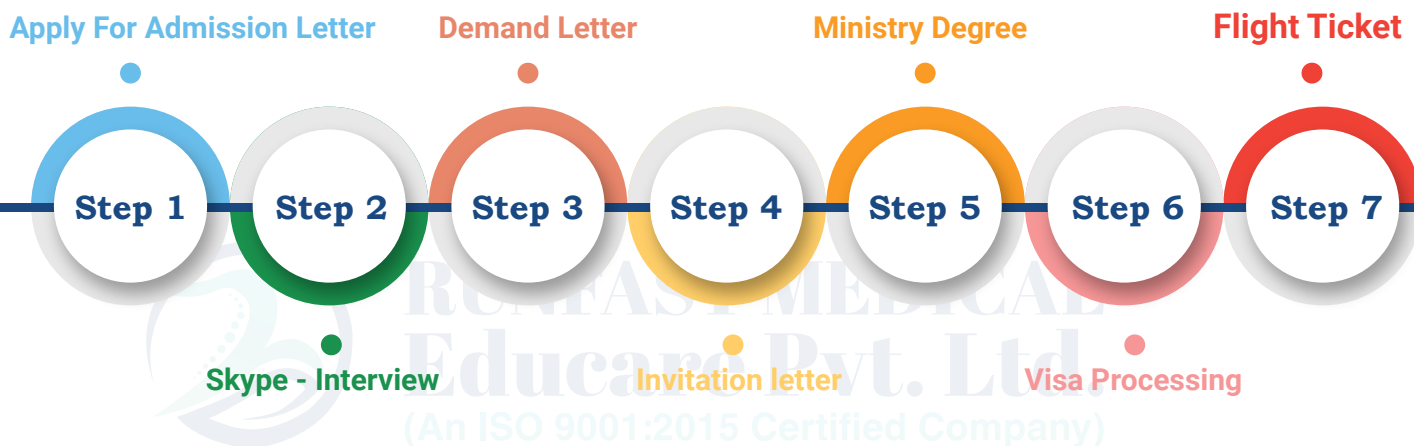 Apply For Admission Letter
Demand Letter
Ministry Degree
Flight Ticket
Step 1
Step 2
Step 3
Step 4
Step 5
Step 6
Step 7
RUNFAST MEDICAL
Educare Pvt. Ltd.
Skype - Interview
Invitation letter
Visa Processing
(An ISO 9001:2015 Certified Company)